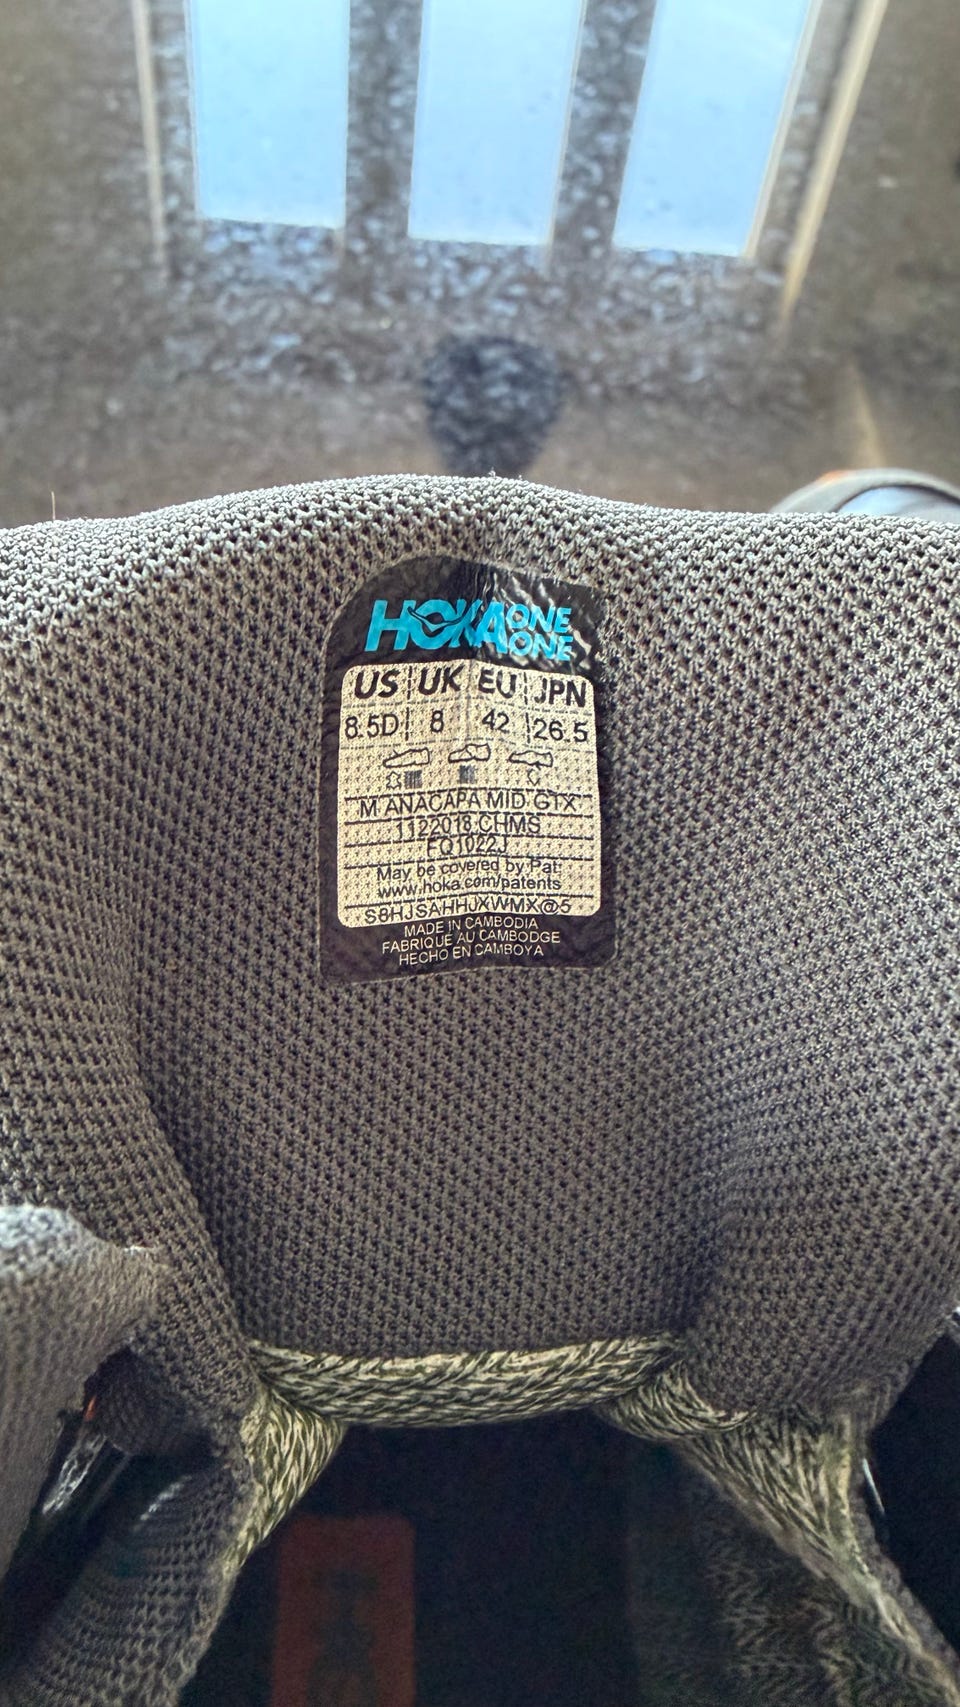 HOKA ONE ONE
US UK EU JPN
8.5D 8 42 26.5
M ANACAPA MID GTX
1122018 CHMS
FQ1022J
May be covered by Pat:
www.hoka.com/patents
S8HJSAHHJXWMX@5
MADE IN CAMBODIA
FABRIQUE AU CAMBODGE
HECHO EN CAMBOYA